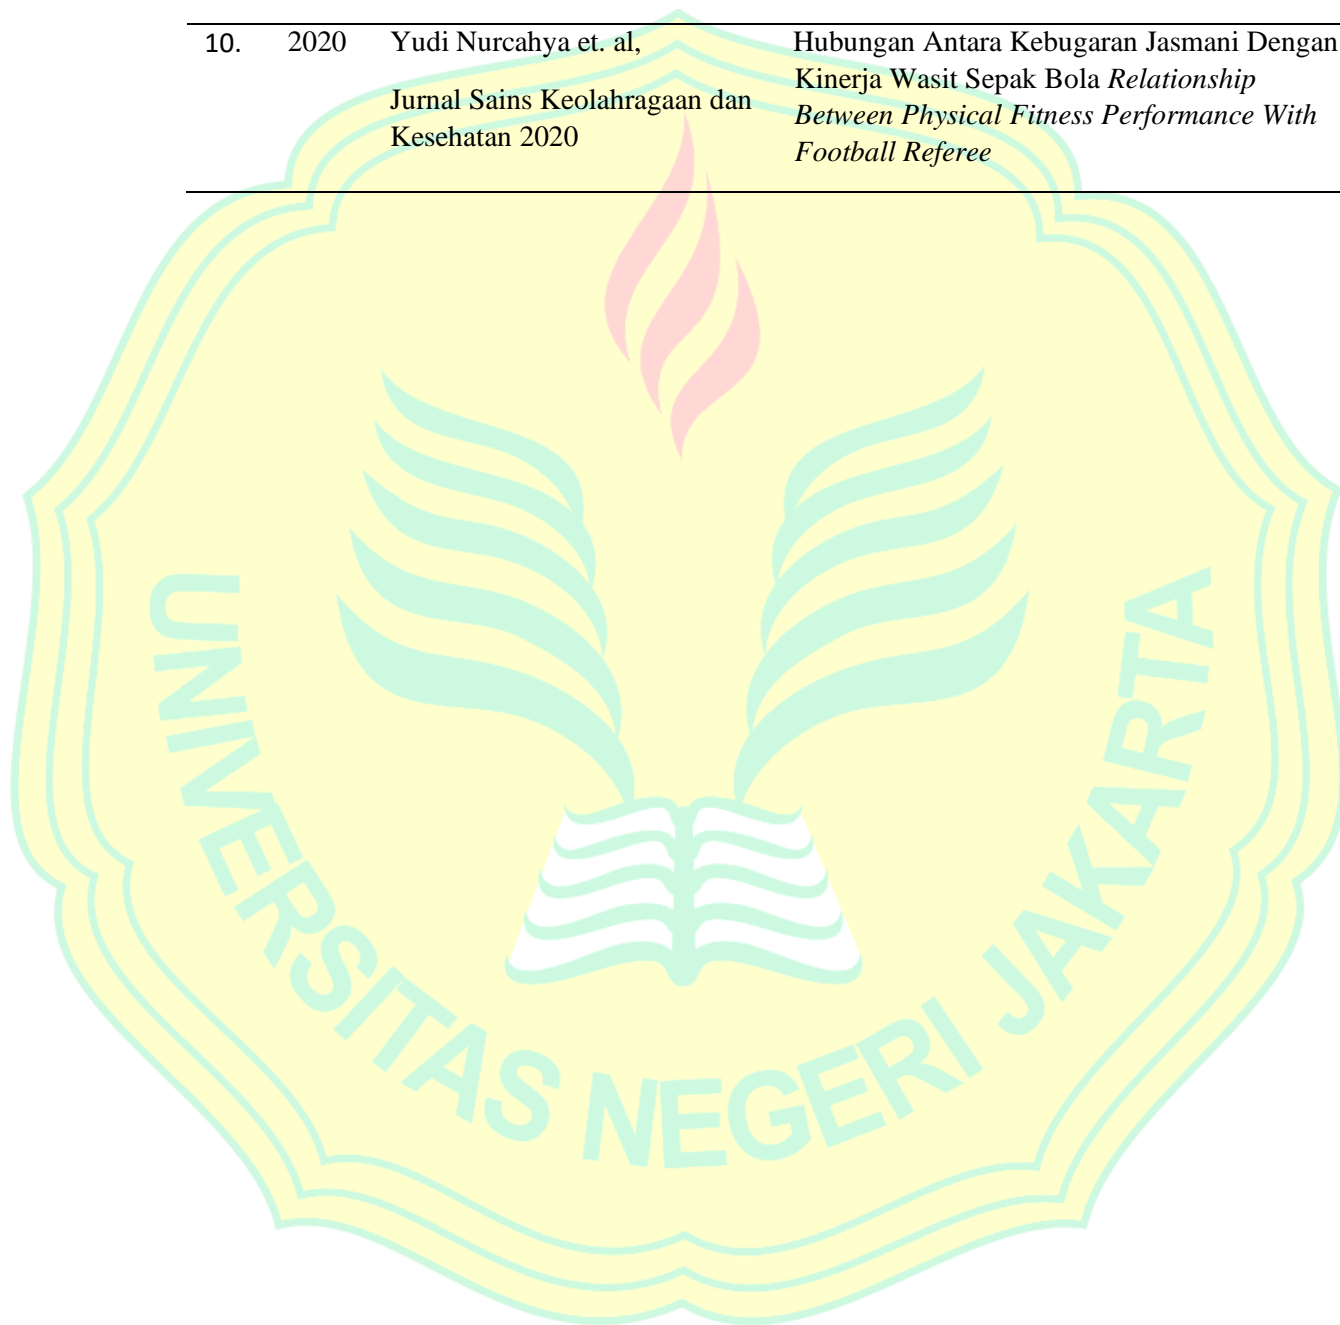 10. 2020 Yudi Nurcahya et. al, Hubungan Antara Kebugaran Jasmani Dengan
Kinerja Wasit Sepak Bola Relationship
Jurnal Sains Keolahragaan dan Between Physical Fitness Performance With
Kesehatan 2020 Football Referee
UNIVERSITAS NEGERI JAKARTA